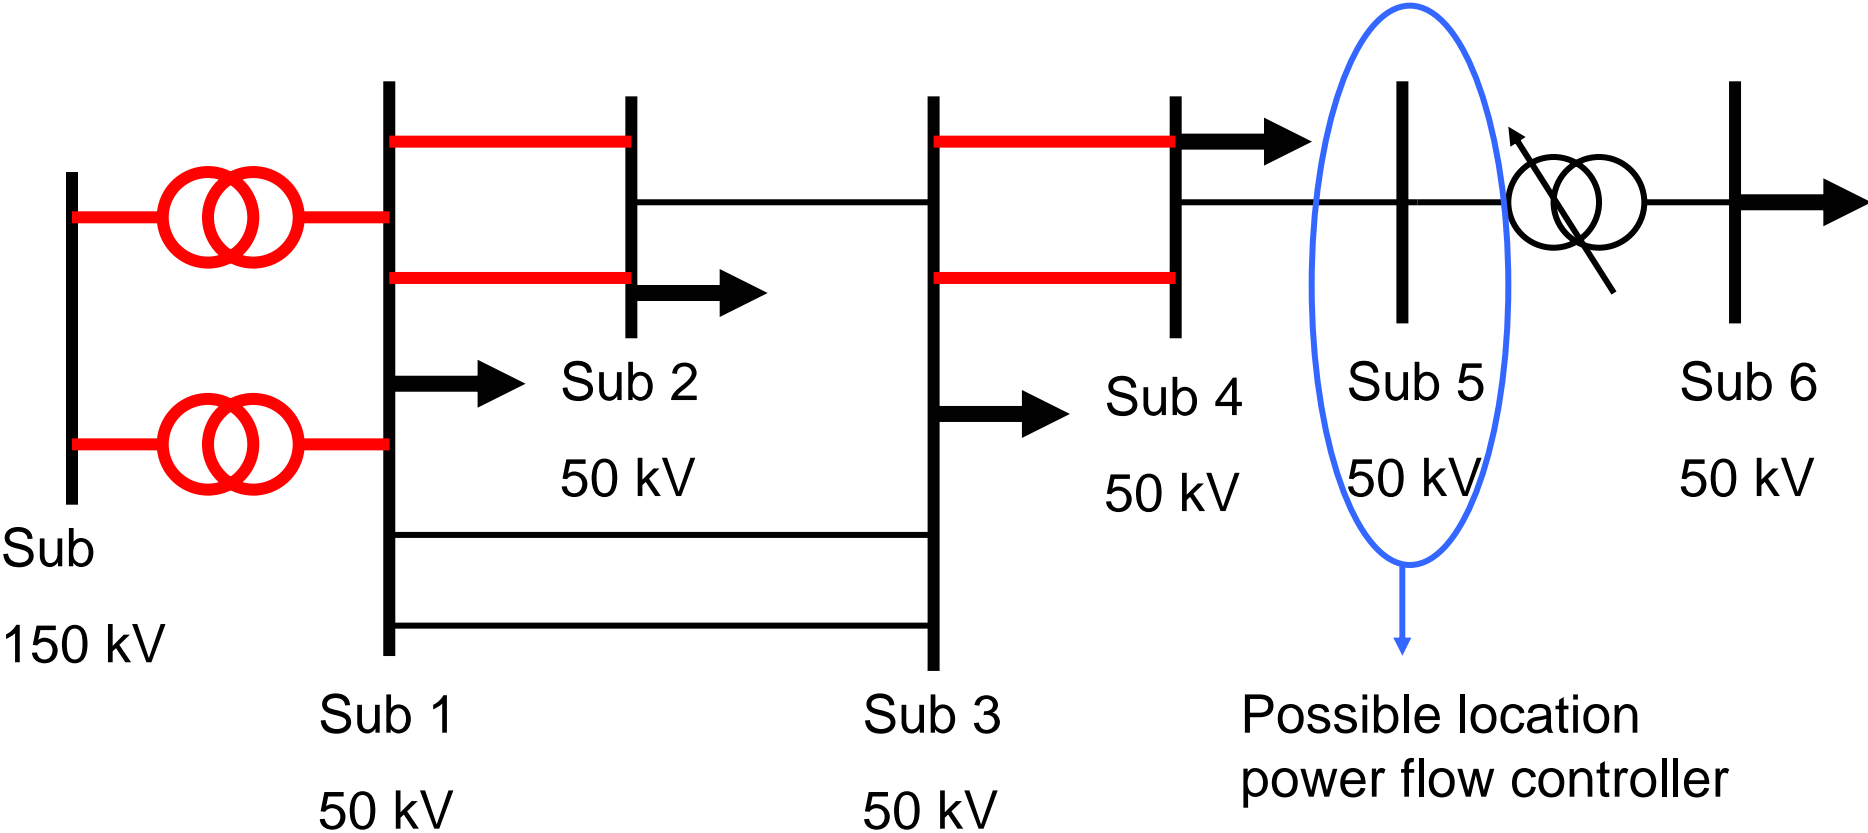 Sub
150 kV
Sub 1
50 kV
Sub 2
50 kV
Sub 3
50 kV
Sub 4
50 kV
Sub 5
50 kV
Sub 6
50 kV
Possible location
power flow controller